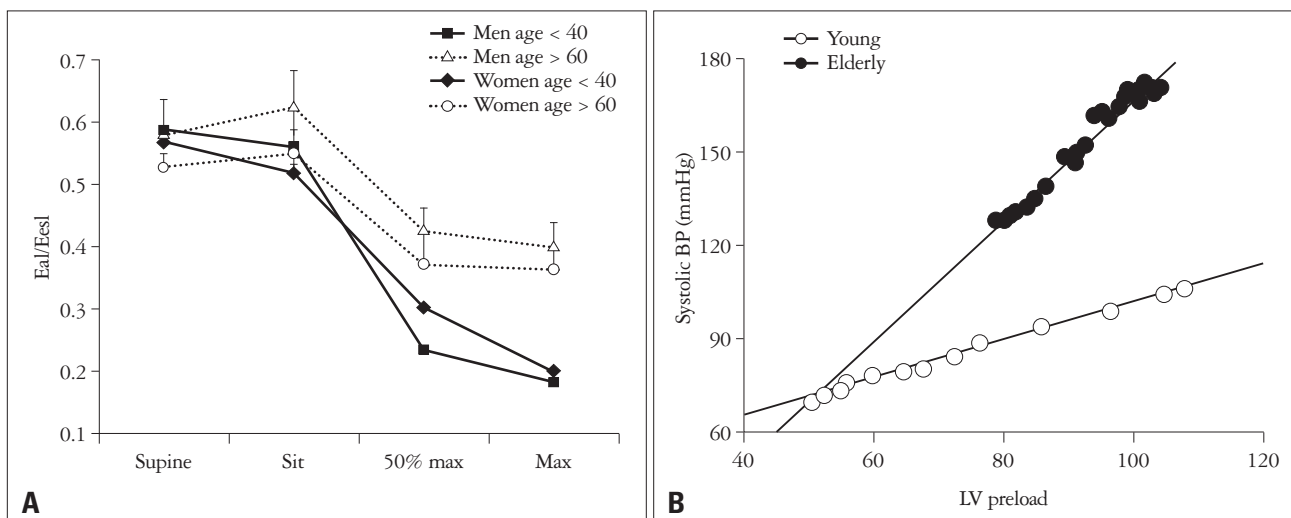 Men age < 40
Men age > 60
Women age < 40
Women age > 60
0.7
0.6
0.5
0.4
0.3
0.2
0.1
Eal/Eesl
Supine
Sit
50% max
Max
A
Young
Elderly
180
150
120
90
60
Systolic BP (mmHg)
40
60
80
100
120
LV preload
B